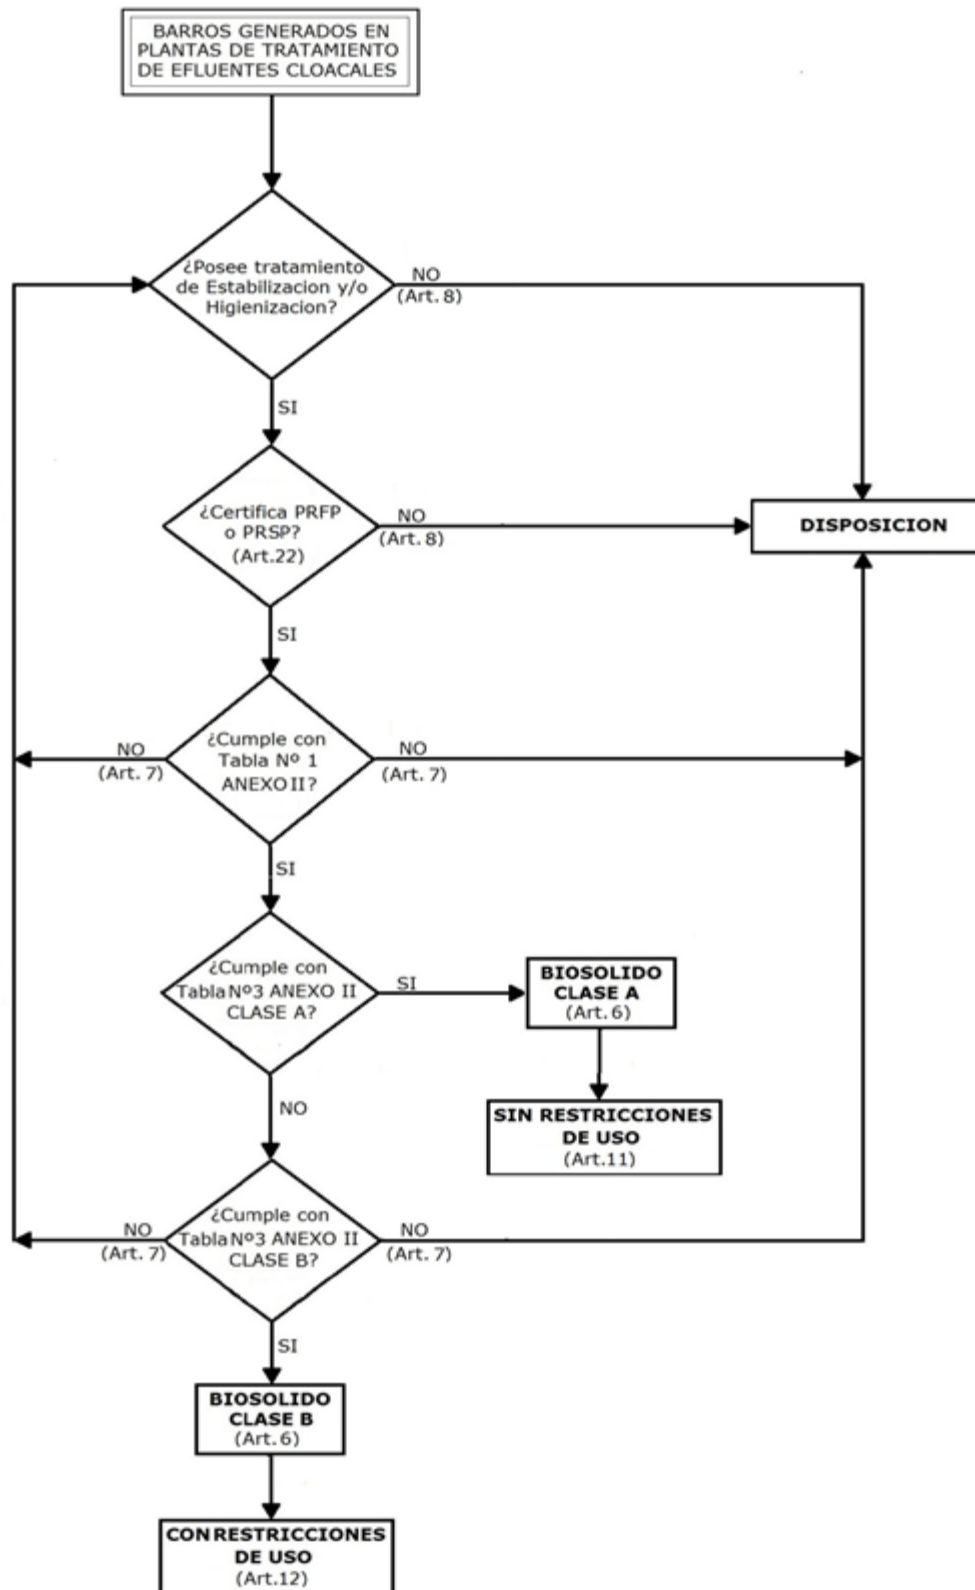 BARROS GENERADOS EN
PLANTAS DE TRATAMIENTO
DE EFLUENTES CLOACALES
¿Posee tratamiento
de Estabilizacion y/o
Higienizacion?
NO
(Art. 8)
SI
¿Certifica PRFP
o PRSP?
(Art.22)
NO
(Art. 8)
DISPOSICION
SI
¿Cumple con
Tabla Nº 1
ANEXO II?
NO
(Art. 7)
NO
(Art. 7)
SI
¿Cumple con
Tabla Nº3 ANEXO II
CLASE A?
SI
BIOSOLIDO
CLASE A
(Art. 6)
SIN RESTRICCIONES
DE USO
(Art.11)
NO
¿Cumple con
Tabla Nº3 ANEXO II
CLASE B?
NO
(Art. 7)
NO
(Art. 7)
SI
BIOSOLIDO
CLASE B
(Art. 6)
CON RESTRICCIONES
DE USO
(Art.12)